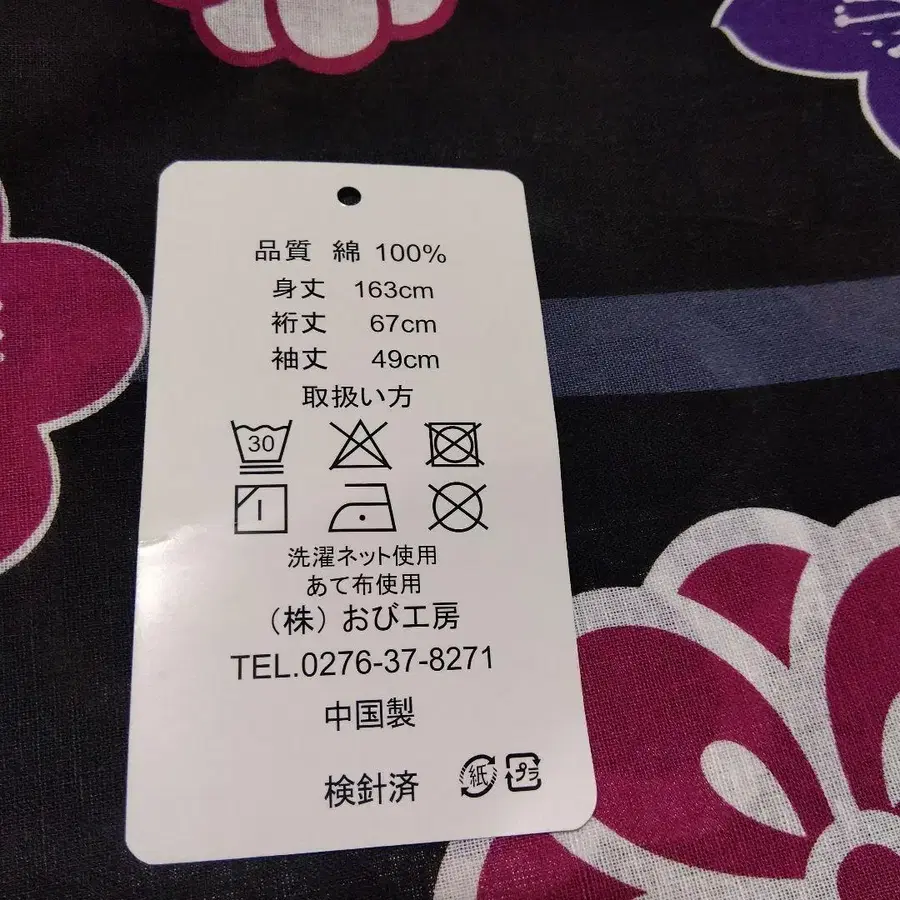 品質 綿 100%
身丈 163cm
裄丈 67cm
袖丈 49cm
取扱い方
30
洗濯ネット使用
あて布使用
（株）おび工房
TEL.0276-37-8271
中国製
検針済 紙 プラ